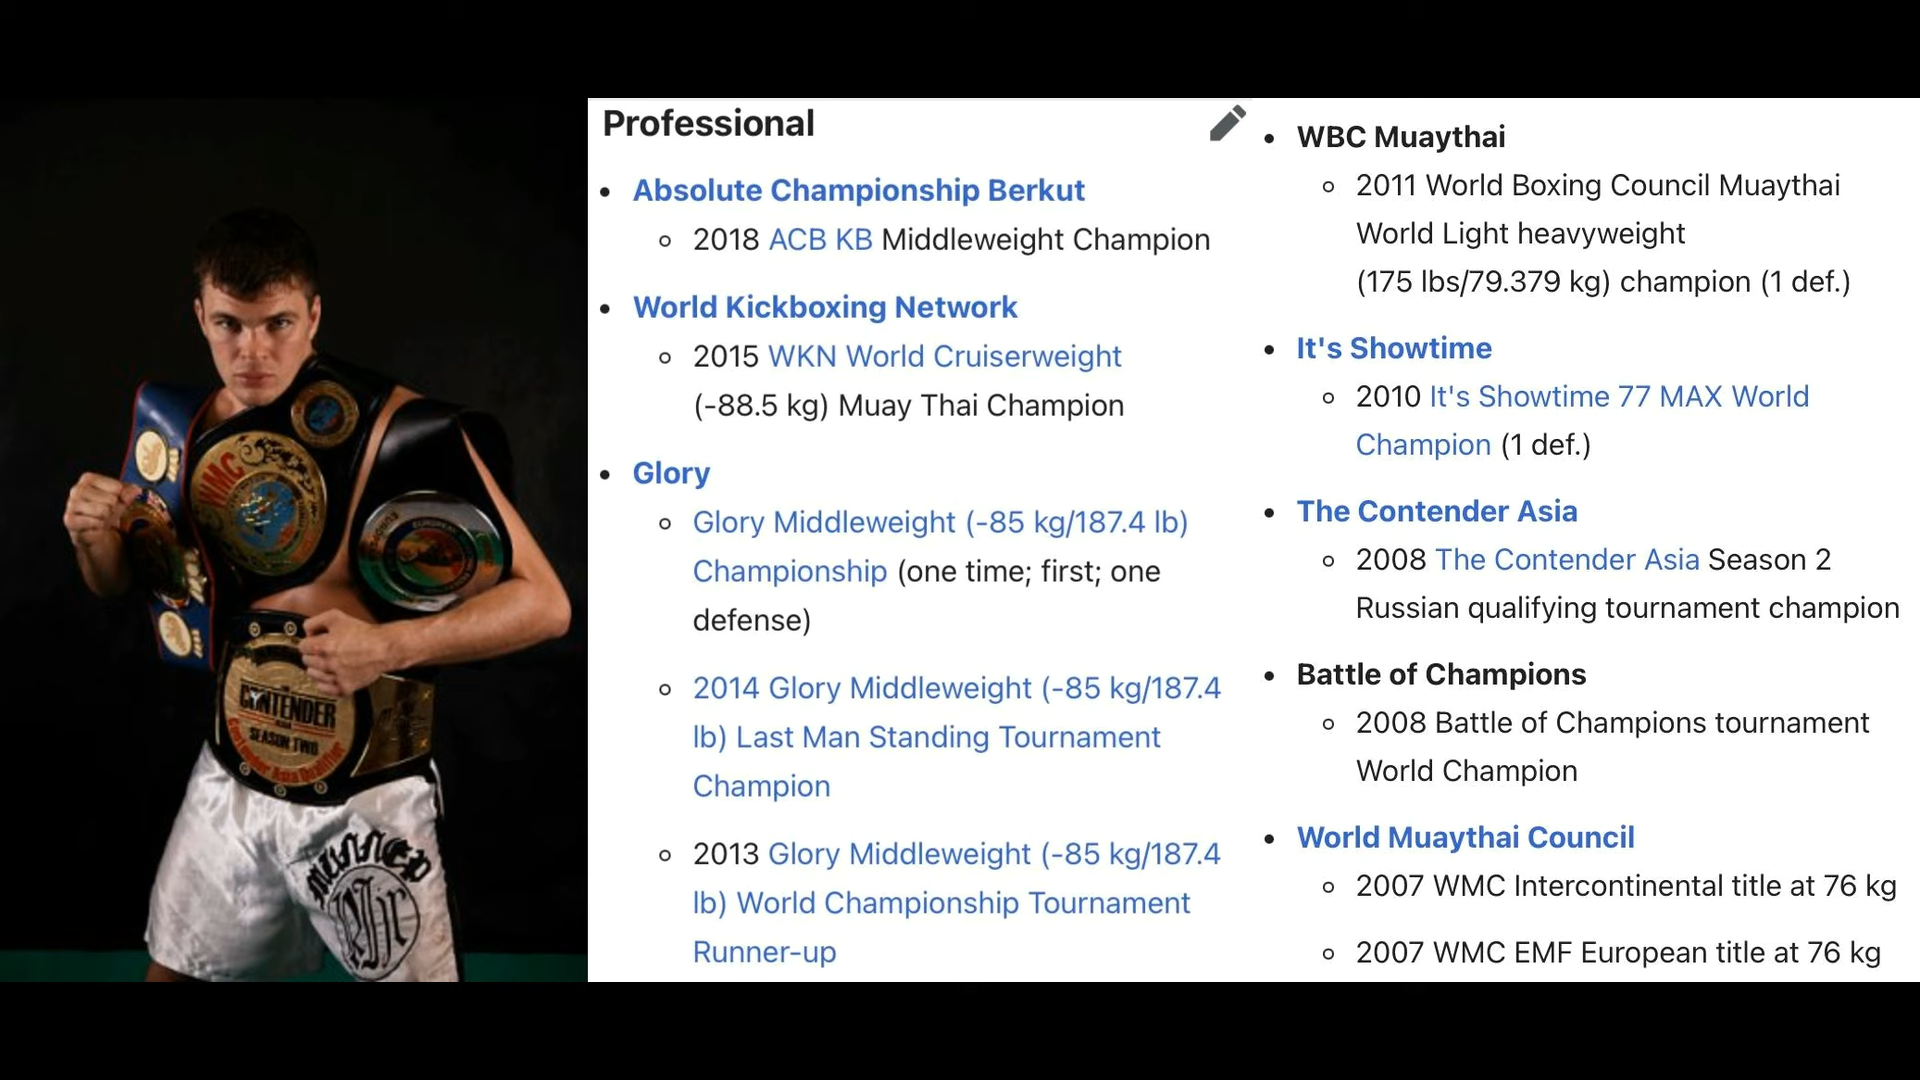 WMC
CONTENDER
ASIA
SEASON TWO
Contender Asia Qualifier
EUROPEAN
Professional
Absolute Championship Berkut
2018 ACB KB Middleweight Champion
World Kickboxing Network
2015 WKN World Cruiserweight
(-88.5 kg) Muay Thai Champion
Glory
Glory Middleweight (-85 kg/187.4 lb)
Championship (one time; first; one
defense)
2014 Glory Middleweight (-85 kg/187.4
lb) Last Man Standing Tournament
Champion
2013 Glory Middleweight (-85 kg/187.4
lb) World Championship Tournament
Runner-up
WBC Muaythai
2011 World Boxing Council Muaythai
World Light heavyweight
(175 lbs/79.379 kg) champion (1 def.)
It's Showtime
2010 It's Showtime 77 MAX World
Champion (1 def.)
The Contender Asia
2008 The Contender Asia Season 2
Russian qualifying tournament champion
Battle of Champions
2008 Battle of Champions tournament
World Champion
World Muaythai Council
2007 WMC Intercontinental title at 76 kg
2007 WMC EMF European title at 76 kg